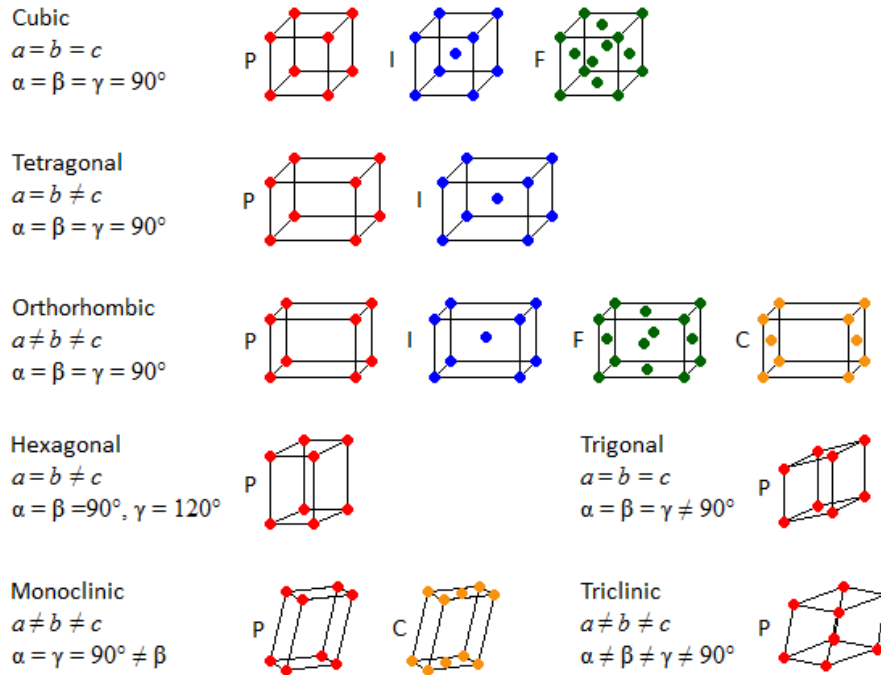 Cubic
a = b = c
α = β = γ = 90°
P
I
F
Tetragonal
a = b ≠ c
α = β = γ = 90°
P
I
Orthorhombic
a ≠ b ≠ c
α = β = γ = 90°
P
I
F
C
Hexagonal
a = b ≠ c
α = β =90°, γ = 120°
P
Trigonal
a = b = c
α = β = γ ≠ 90°
P
Monoclinic
a ≠ b ≠ c
α = γ = 90° ≠ β
P
C
Triclinic
a ≠ b ≠ c
α ≠ β ≠ γ ≠ 90°
P